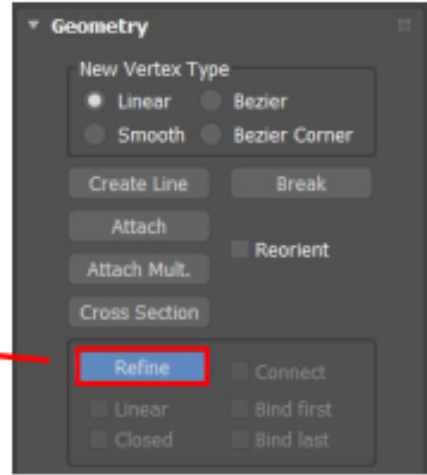 Geometry
New Vertex Type
Linear Bezier
Smooth Bezier Corner
Create Line Break
Attach
Reorient
Attach Mult.
Cross Section
Refine Connect
Linear Bind first
Closed Bind last